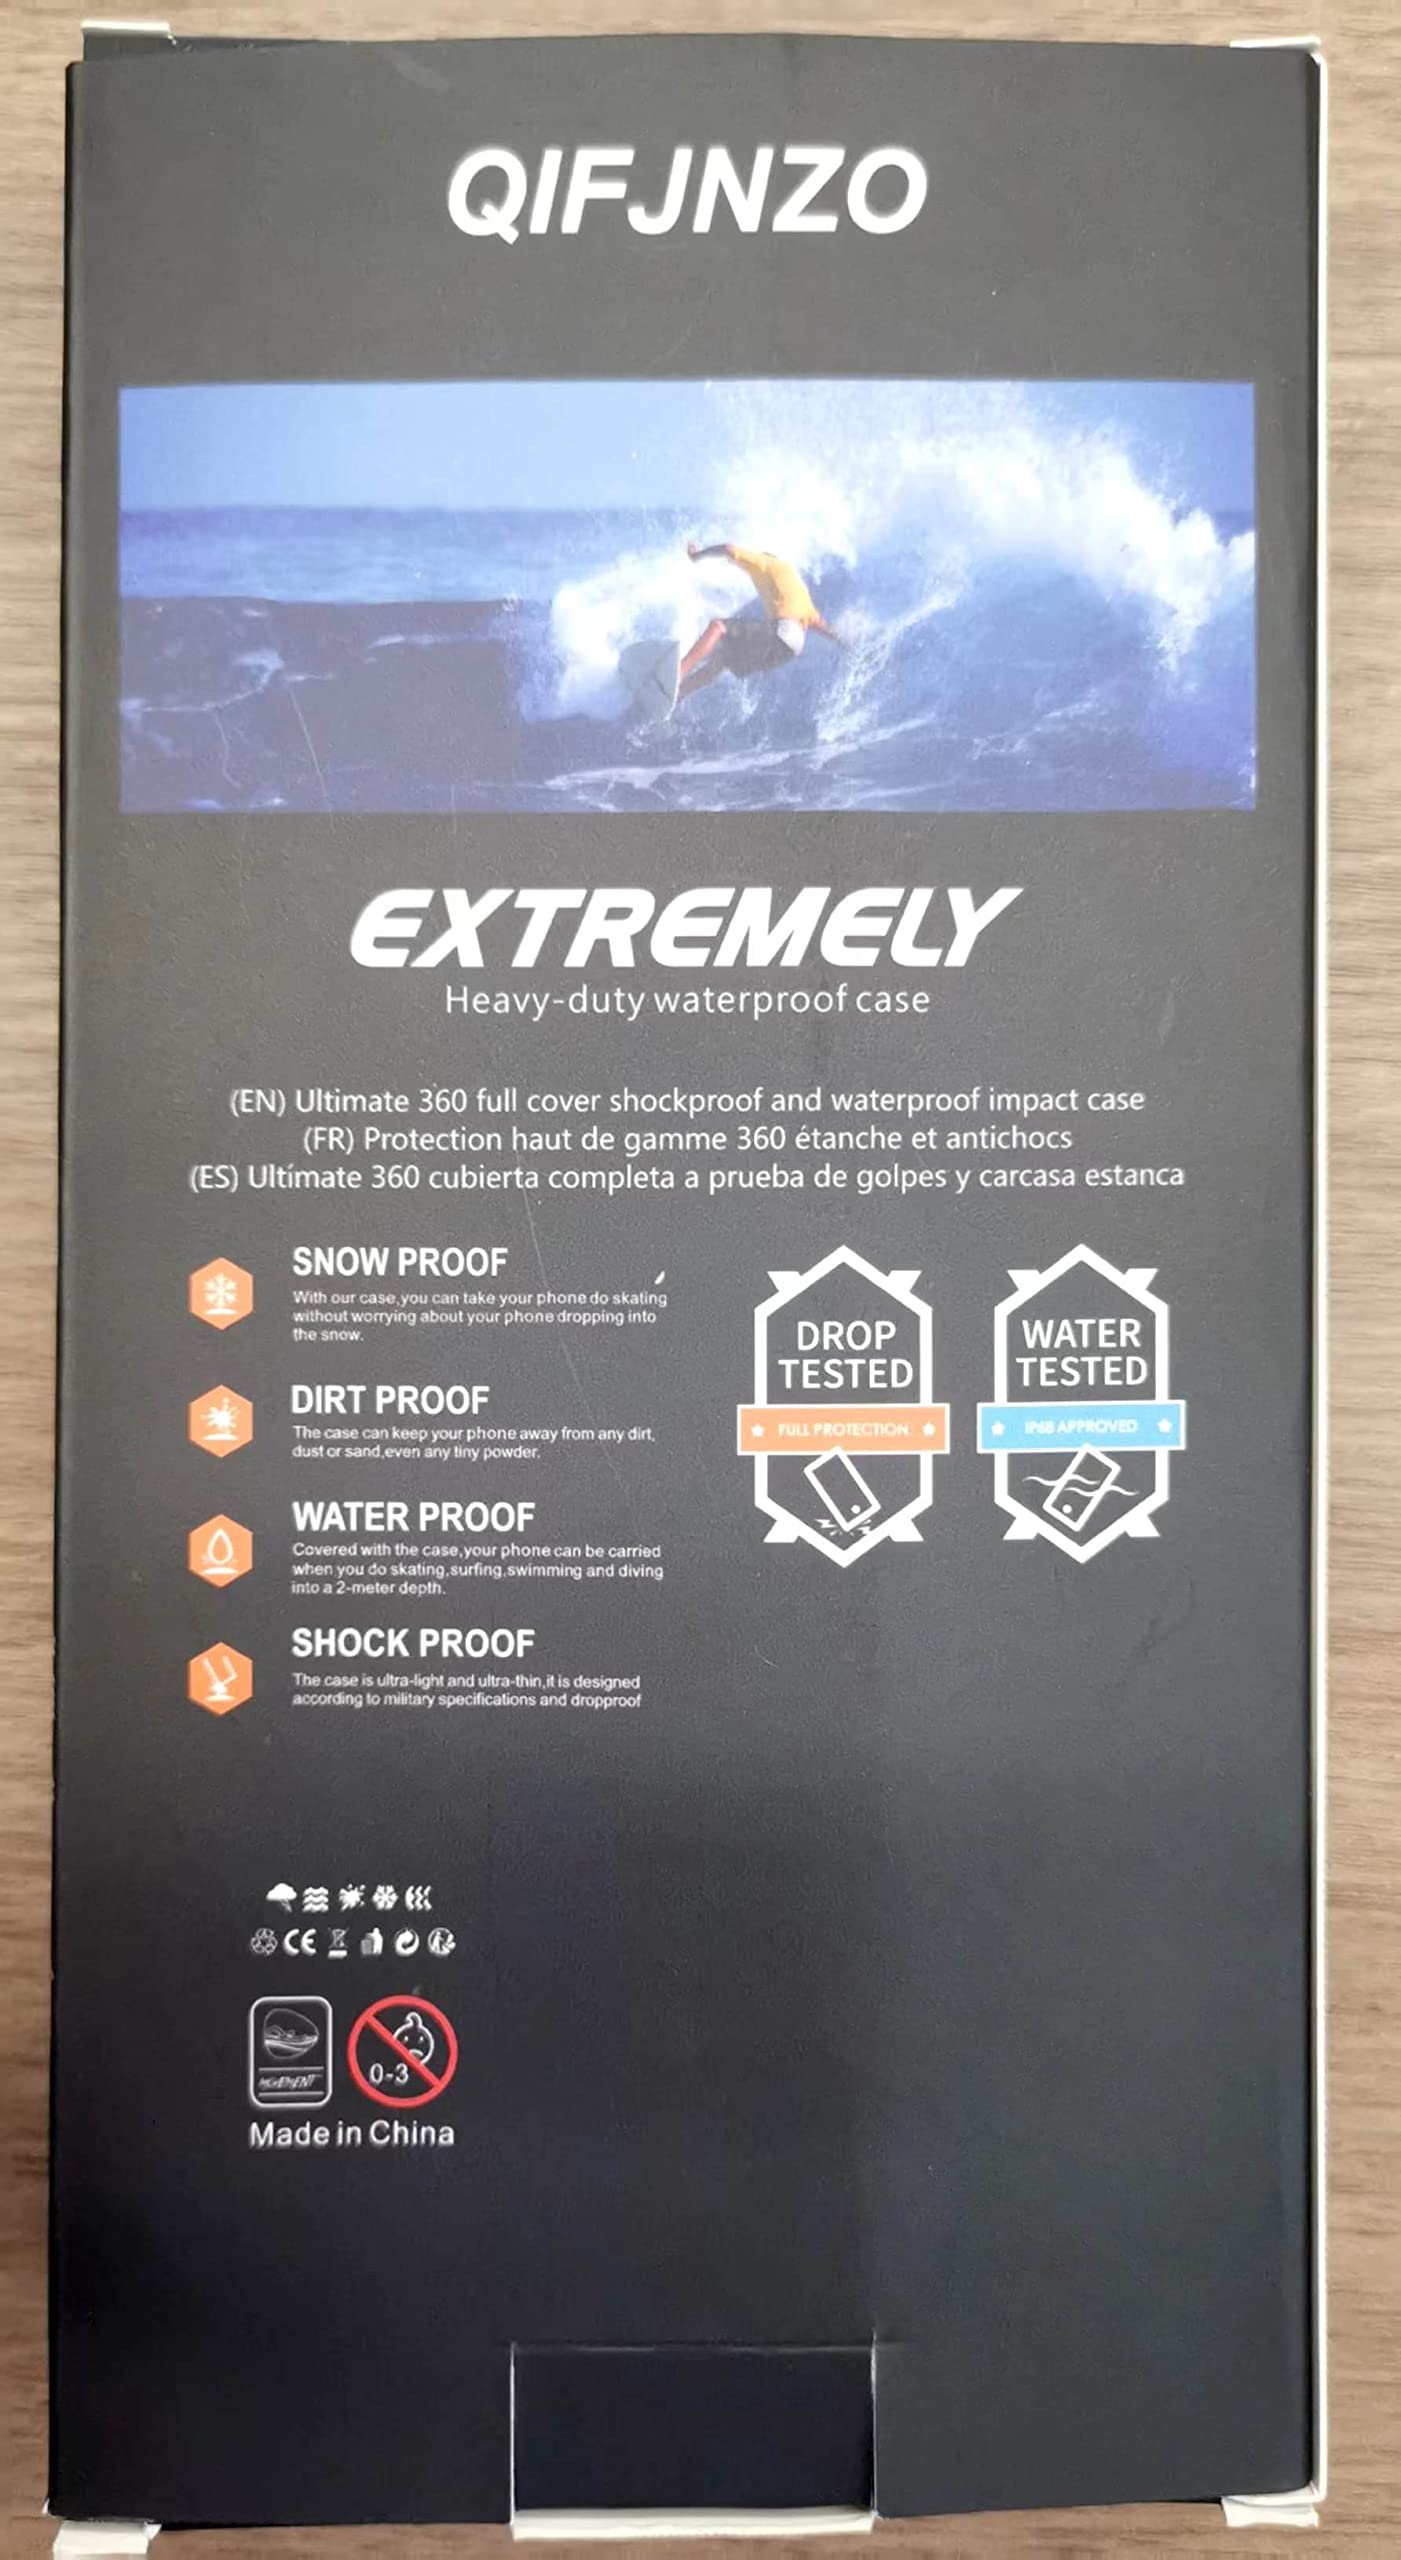 QIFJNZO
EXTREMELY
Heavy-duty waterproof case
(EN) Ultimate 360 full cover shockproof and waterproof impact case
(FR) Protection haut de gamme 360 étanche et antichocs
(ES) Ultimate 360 cubierta completa a prueba de golpes y carcasa estanca
SNOW PROOF
With our case,you can take your phone do skating
without worrying about your phone dropping into
the snow.
DIRT PROOF
The case can keep your phone away from any dirt,
dust or sand,even any tiny powder.
WATER PROOF
Covered with the case,your phone can be carried
when you do skating,surfing,swimming and diving
into a 2-meter depth.
SHOCK PROOF
The case is ultra-light and ultra-thin,it is designed
according to military specifications and dropproof
DROP
TESTED
FULL PROTECTION
WATER
TESTED
IP68 APPROVED
CE
MOVEMENT
0-3
Made in China